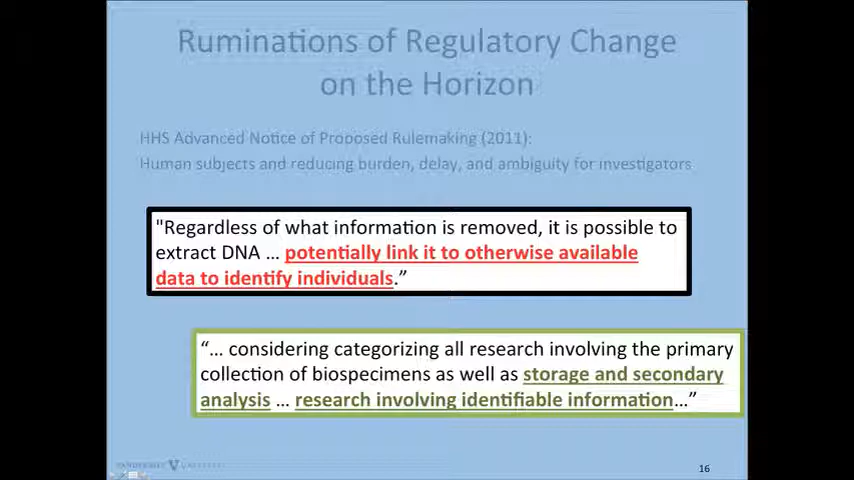 Ruminations of Regulatory Change
on the Horizon
HHS Advanced Notice of Proposed Rulemaking (2011):
Human subjects and reducing burden, delay, and ambiguity for investigators
"Regardless of what information is removed, it is possible to
extract DNA … potentially link it to otherwise available
data to identify individuals.”
“… considering categorizing all research involving the primary
collection of biospecimens as well as storage and secondary
analysis … research involving identifiable information…”
VANDERBILT UNIVERSITY
16